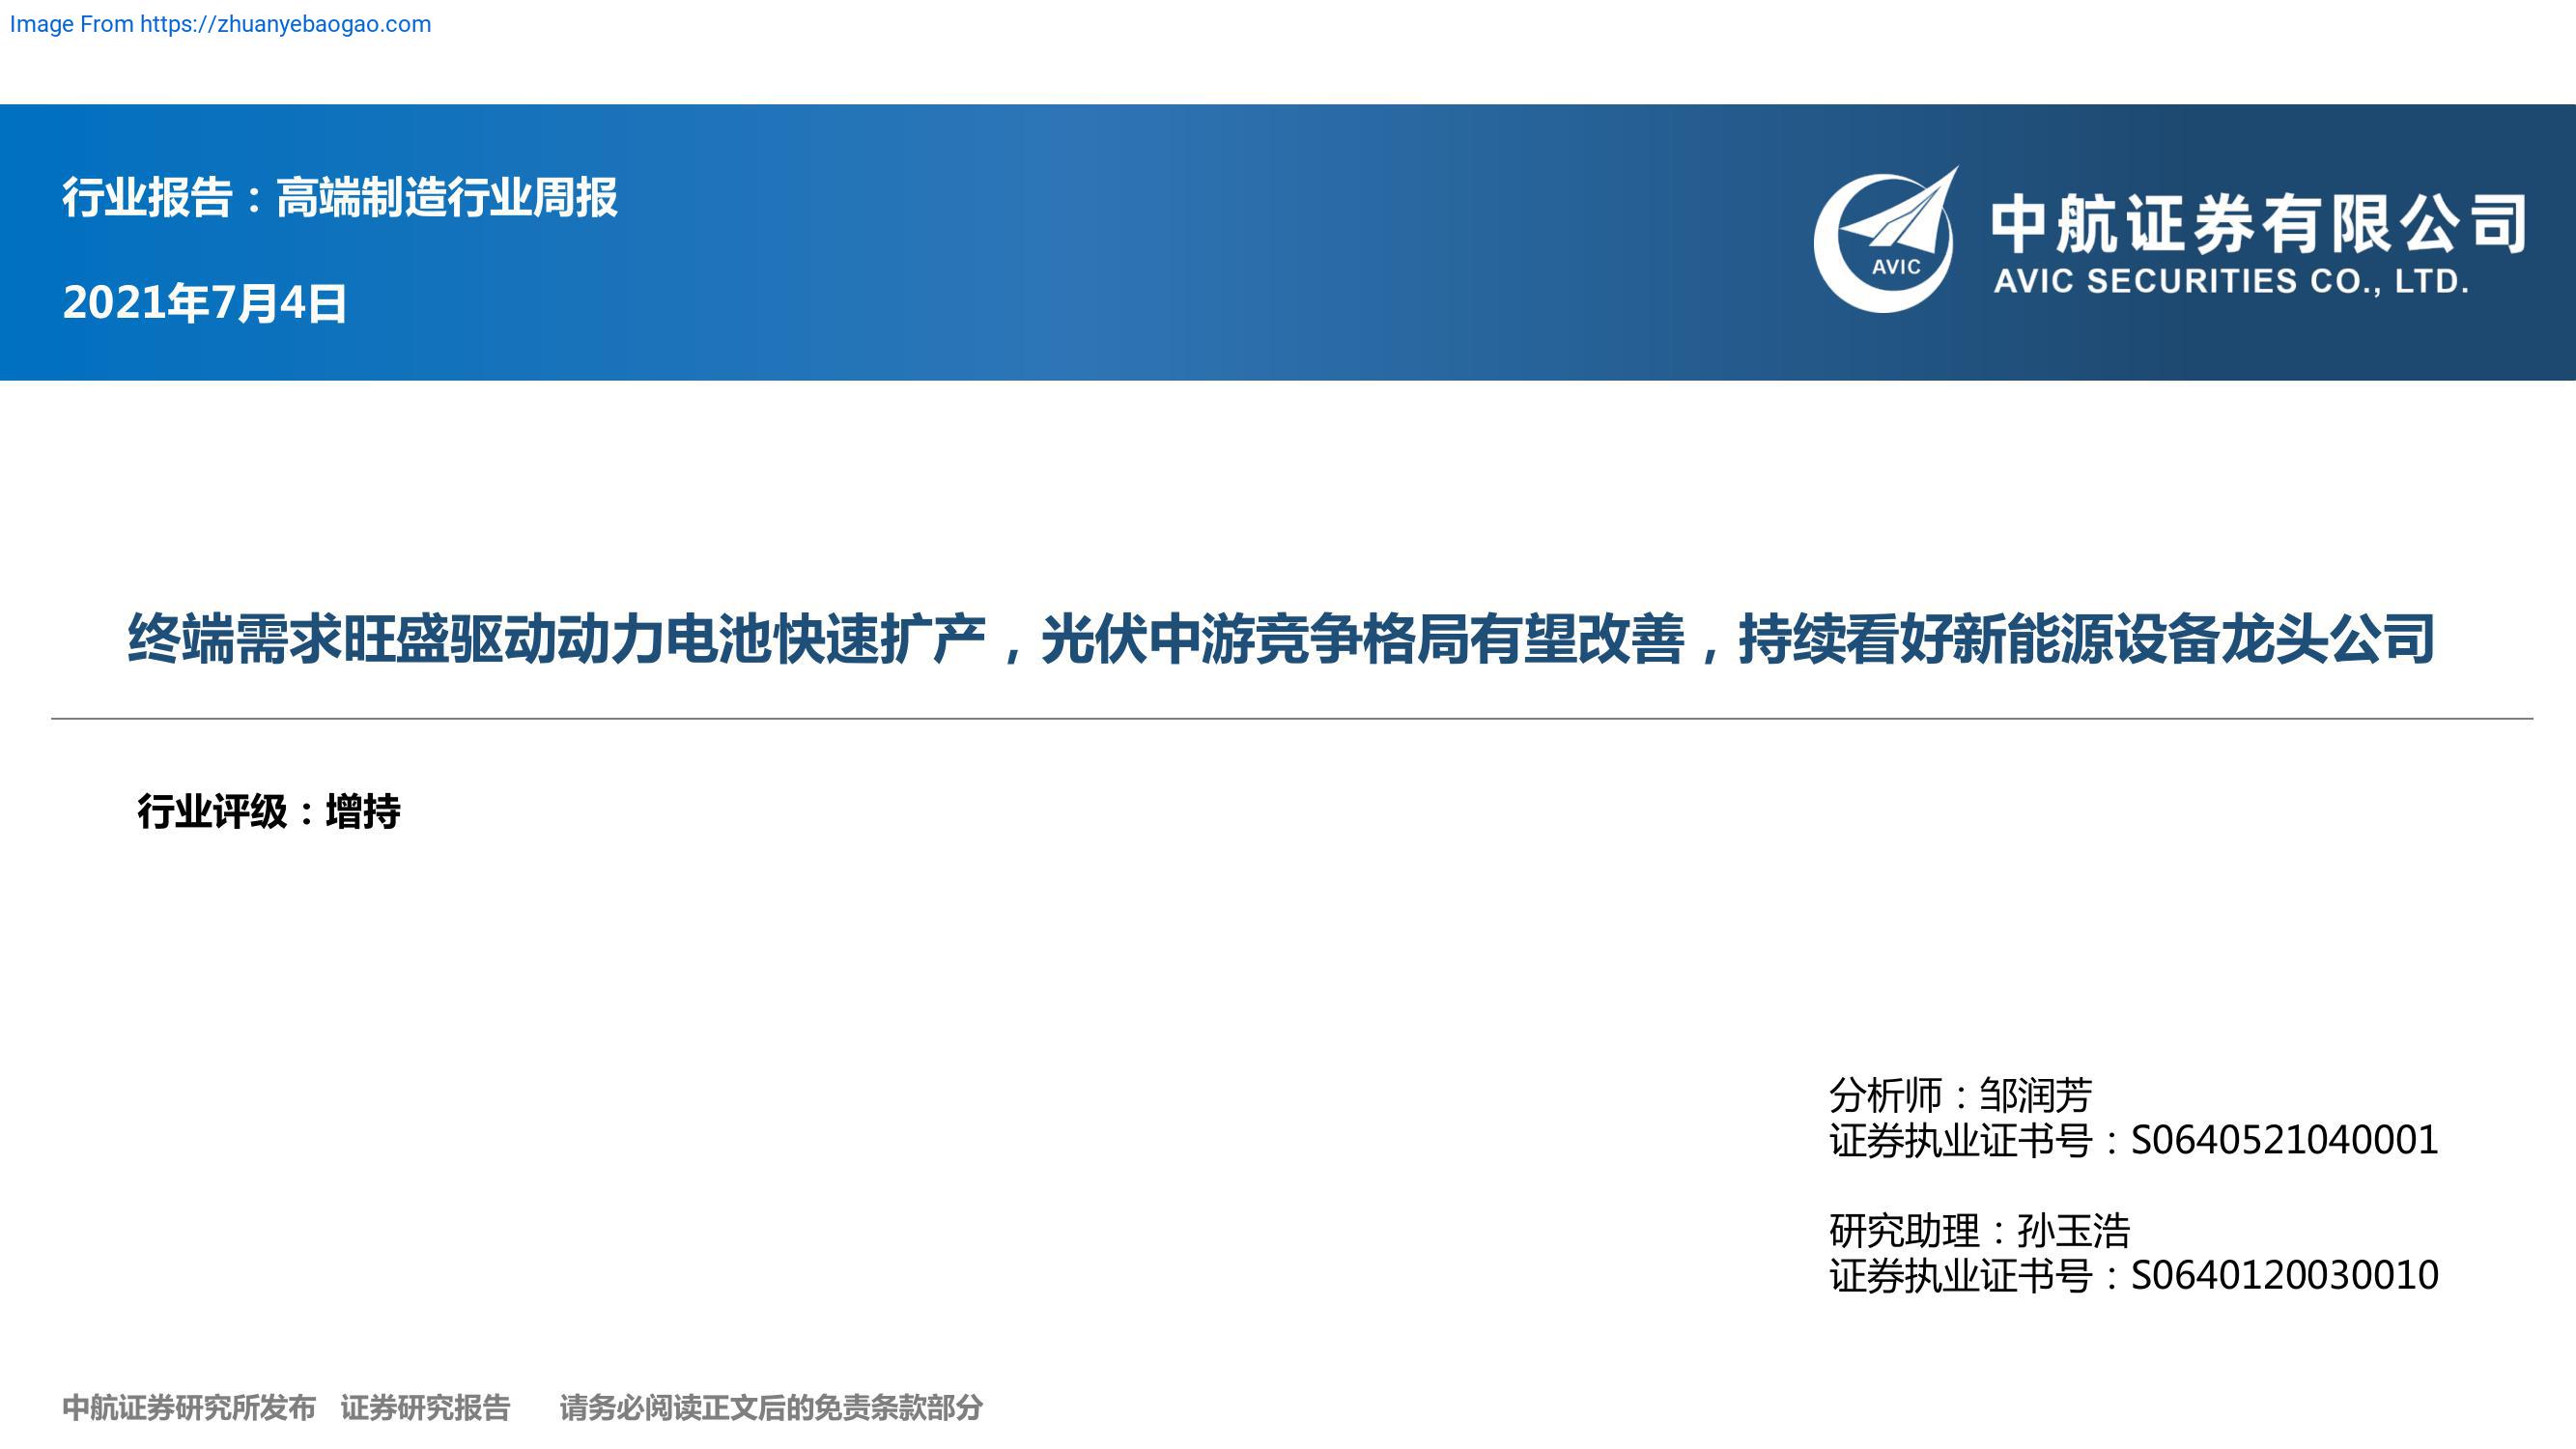 Image From https://zhuanyebaogao.com
行业报告：高端制造行业周报
2021年7月4日
AVIC
中航证券有限公司
AVIC SECURITIES CO., LTD.
终端需求旺盛驱动动力电池快速扩产，光伏中游竞争格局有望改善，持续看好新能源设备龙头公司
行业评级：增持
分析师：邹润芳
证券执业证书号：S0640521040001
研究助理：孙玉浩
证券执业证书号：S0640120030010
中航证券研究所发布 证券研究报告 请务必阅读正文后的免责条款部分